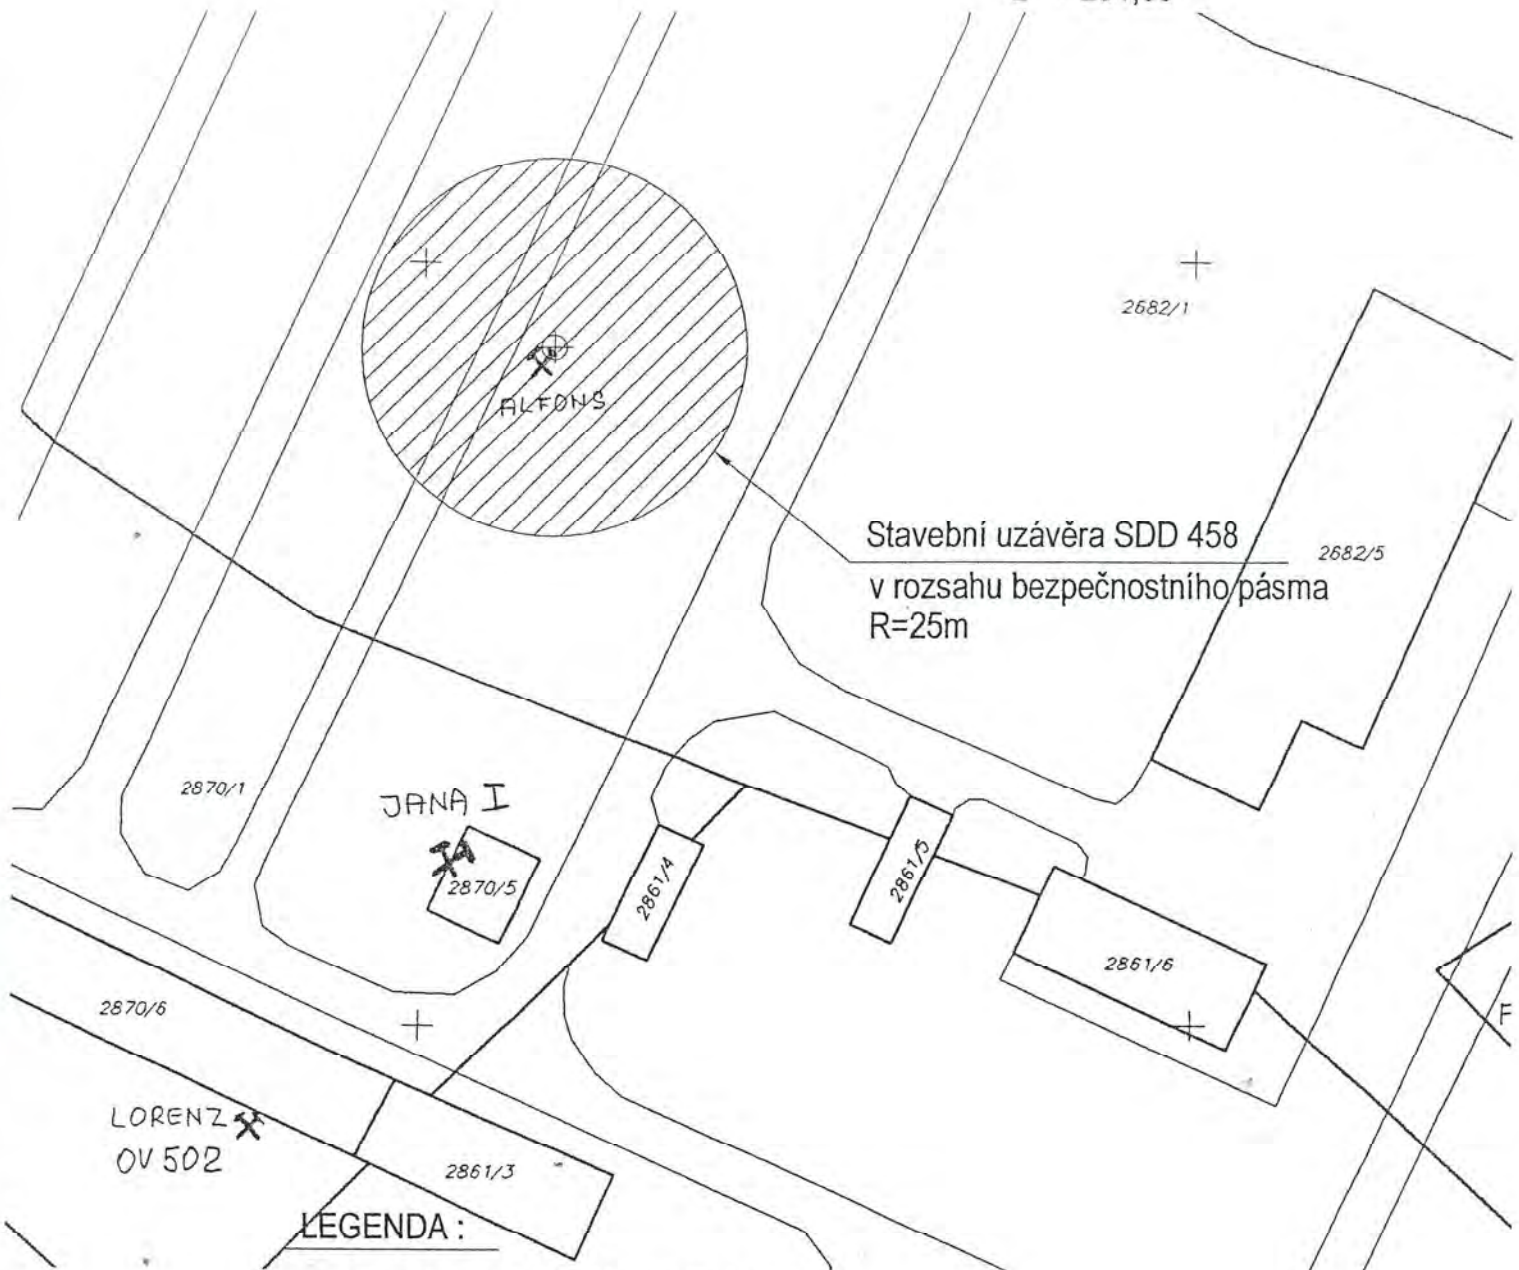 2682/1
ALFONS
Stavební uzávěra SDD 458
v rozsahu bezpečnostního pásma
R=25m
2682/5
2870/1
JANA I
2870/5
2861/4
2861/5
2861/6
2870/6
F
LORENZ
OV 502
2861/3
LEGENDA :